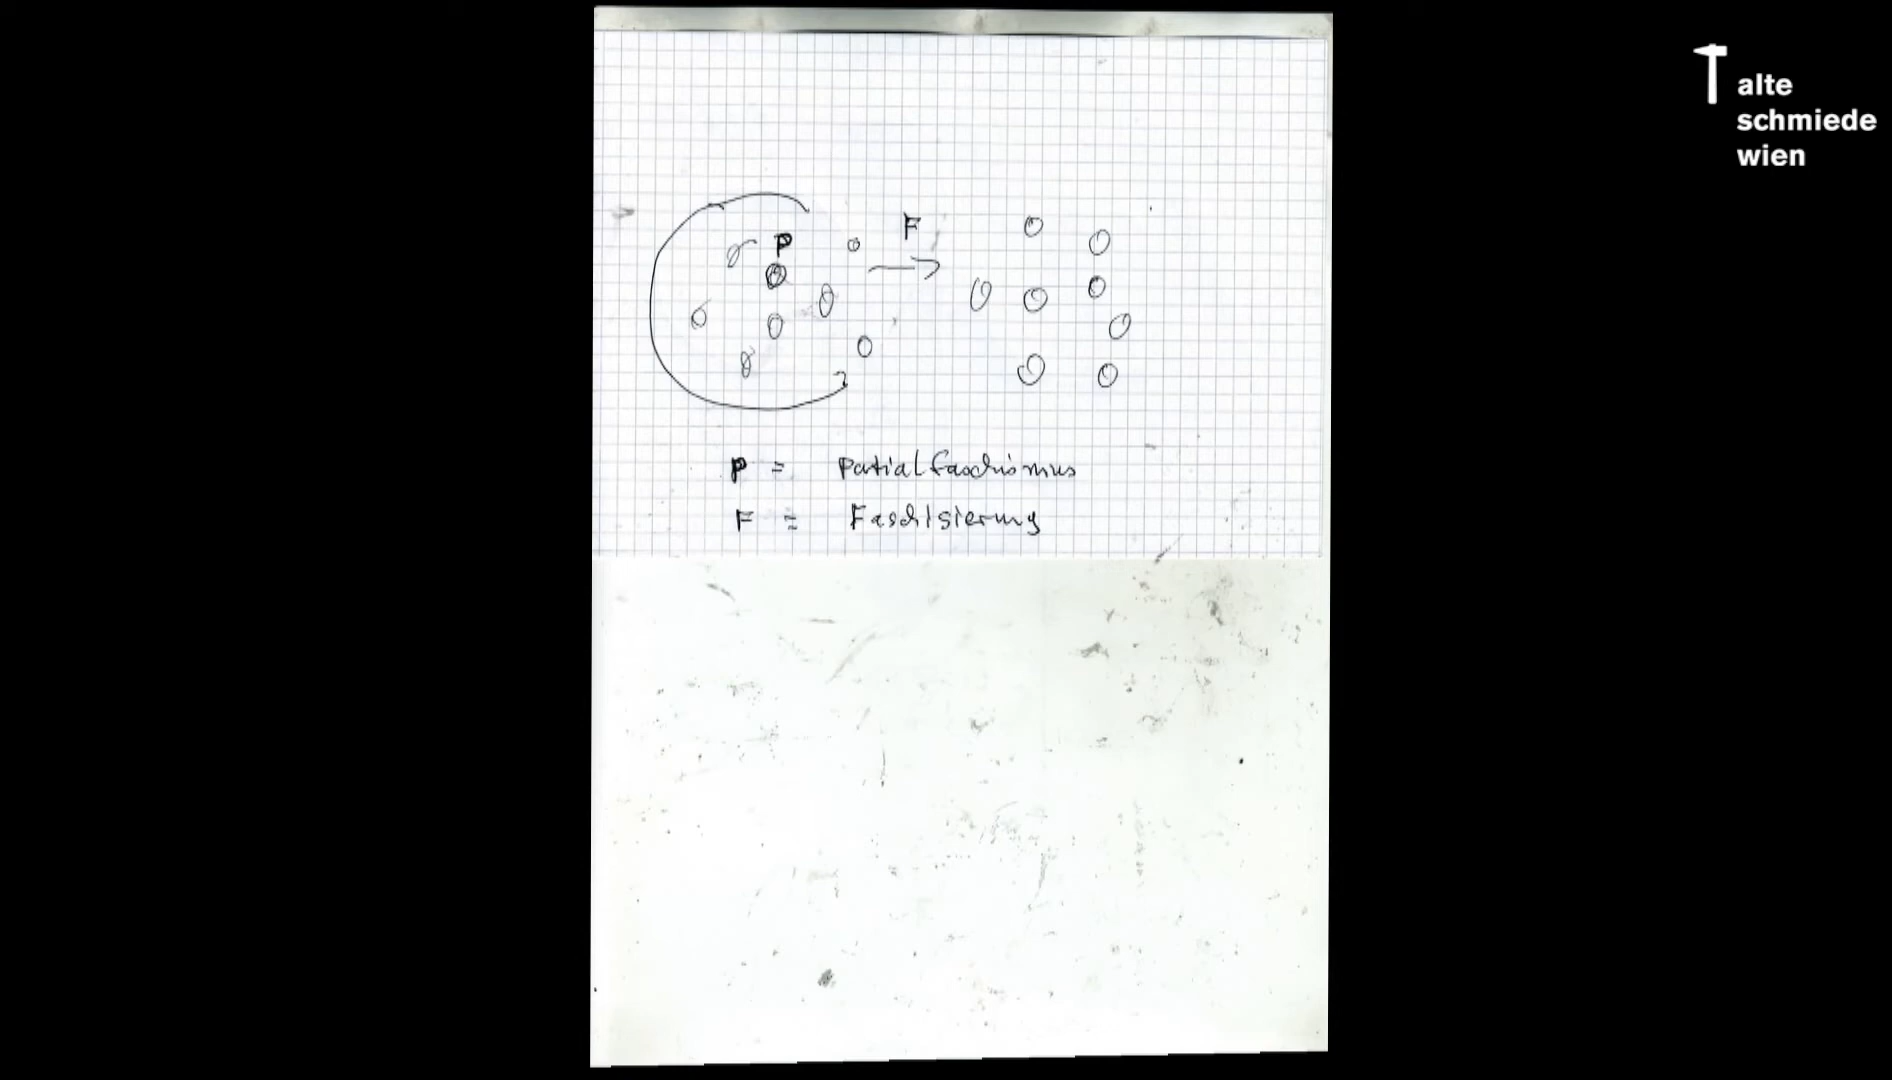 alte
schmiede
wien
P
F
P = Partialfaschismus
F = Faschisierung